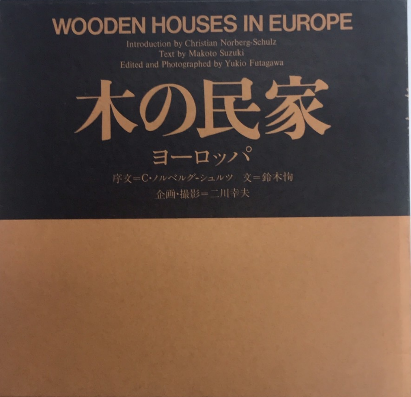 WOODEN HOUSES IN EUROPE
Introduction by Christian Norberg-Schulz
Text by Makoto Suzuki
Edited and Photographed by Yukio Futagawa
木の民家
ヨーロッパ
序文=C・ノルベルグ-シュルツ 文=鈴木恂
企画・撮影=二川幸夫